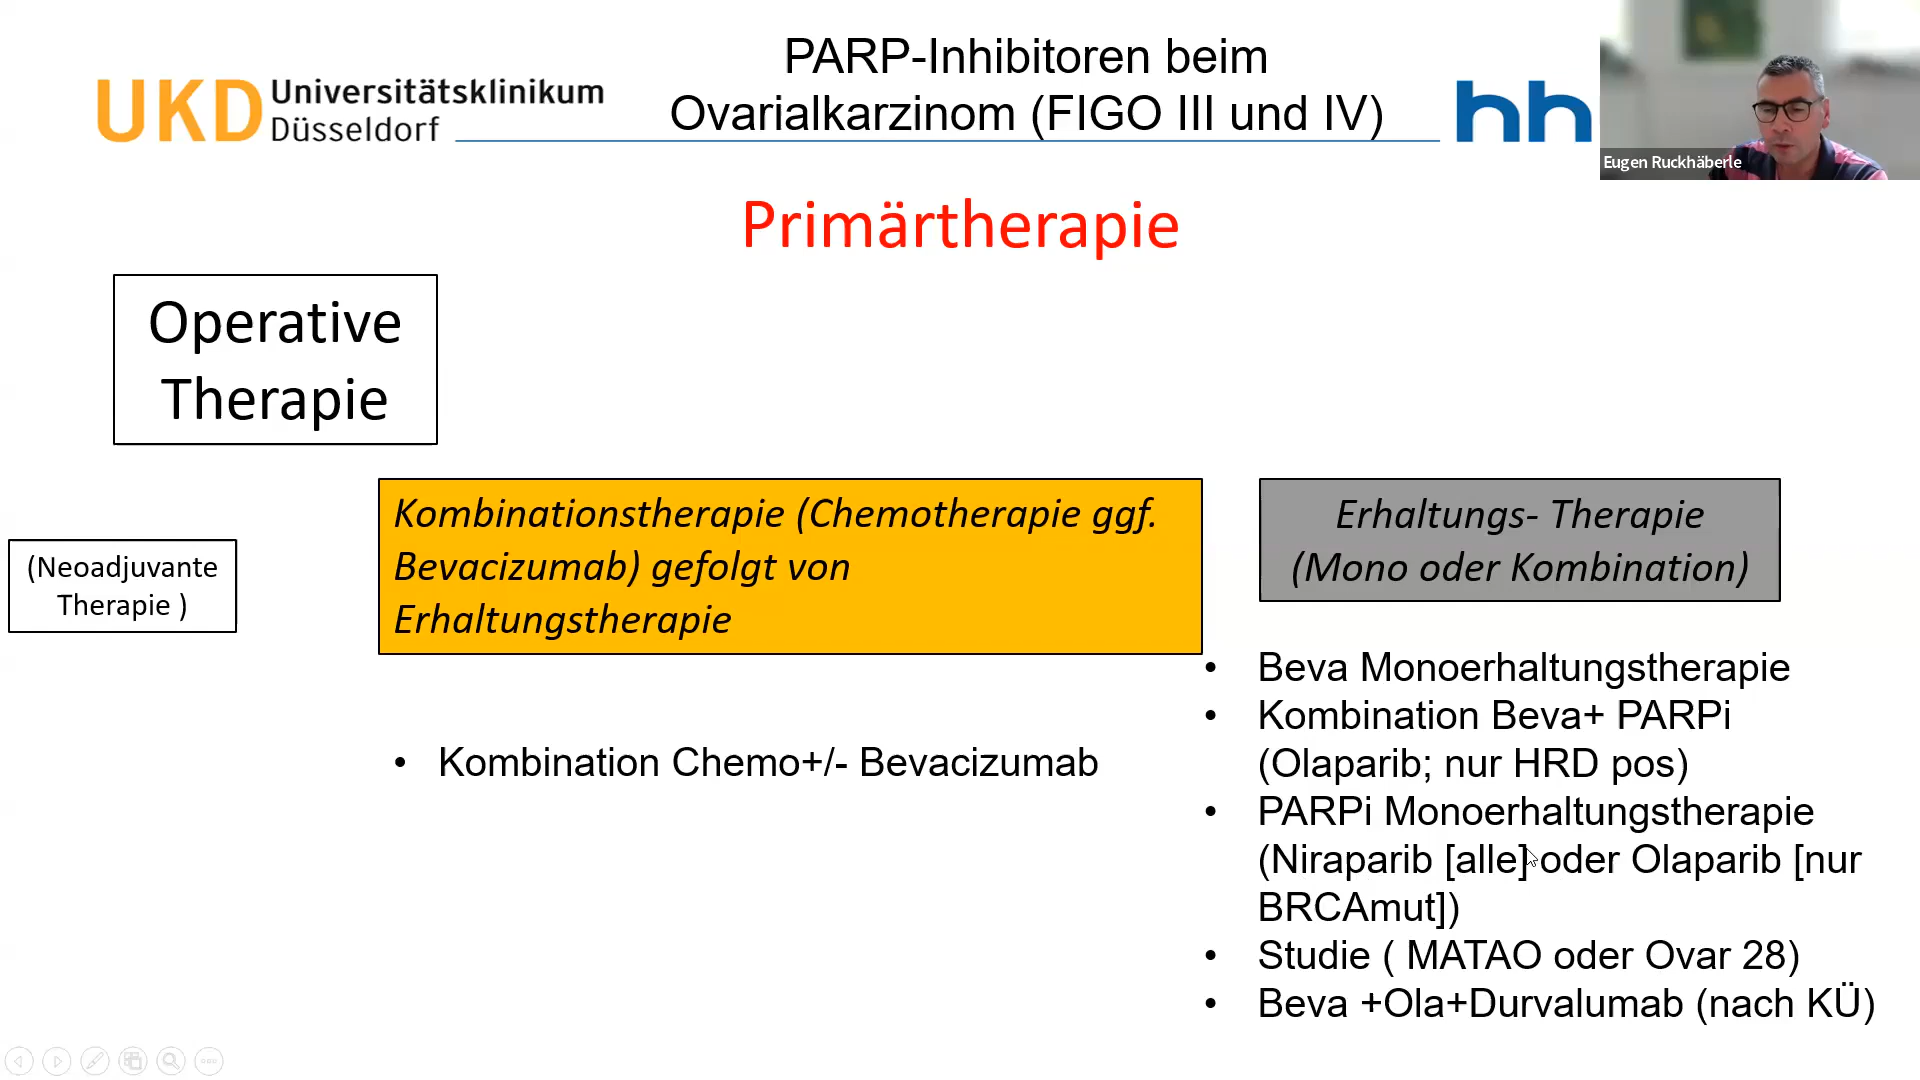 PARP-Inhibitoren beim
Ovarialkarzinom (FIGO III und IV)
UKD Universitätsklinikum
Düsseldorf
hh
Eugen Ruckhäberle
Primärtherapie
Operative
Therapie
(Neoadjuvante
Therapie )
Kombinationstherapie (Chemotherapie ggf.
Bevacizumab) gefolgt von
Erhaltungstherapie
• Kombination Chemo+/- Bevacizumab
Erhaltungs- Therapie
(Mono oder Kombination)
• Beva Monoerhaltungstherapie
• Kombination Beva+ PARPi
(Olaparib; nur HRD pos)
• PARPi Monoerhaltungstherapie
(Niraparib [alle] oder Olaparib [nur
BRCAmut])
• Studie ( MATAO oder Ovar 28)
• Beva +Ola+Durvalumab (nach KÜ)